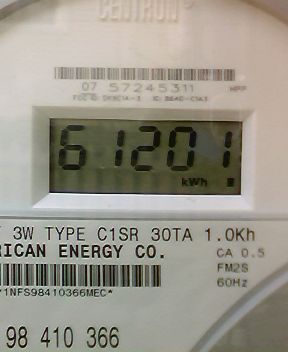 CENTRON
07 57245311
61201
kWh
3W TYPE C1SR 30TA 1.0Kh
RICAN ENERGY CO.
CA 0.5
FM2S
60Hz
*1NFS98410366MEC*
98 410 366